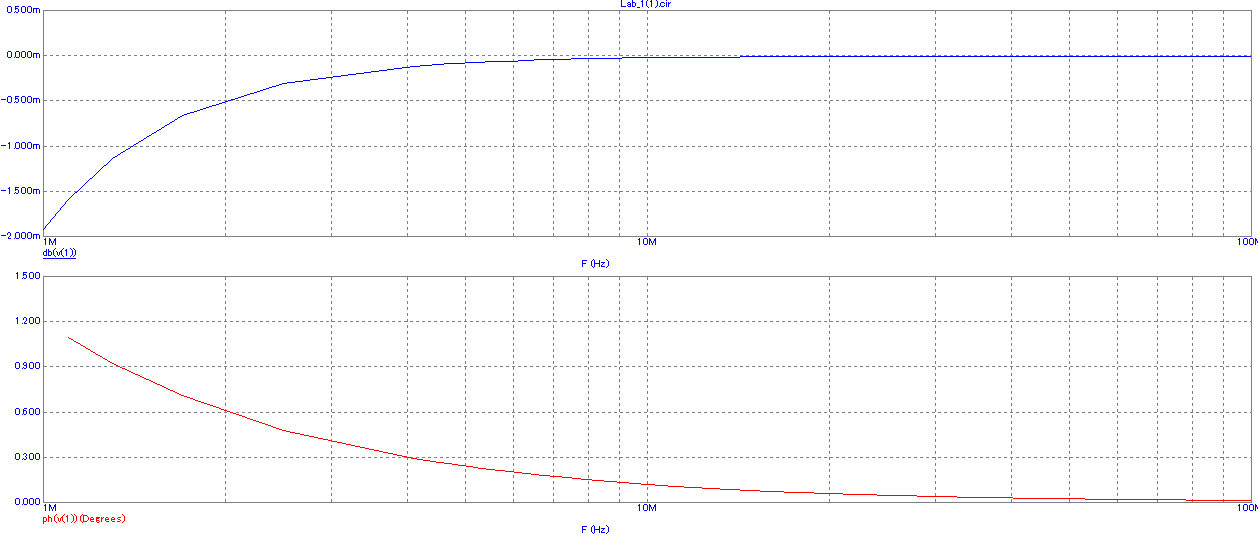 Lab_1(1).cir
0.500m
0.000m
-0.500m
-1.000m
-1.500m
-2.000m
1M 10M 100M
db(v(1))
F (Hz)
1.500
1.200
0.900
0.600
0.300
0.000
1M 10M 100M
ph(v(1)) (Degrees)
F (Hz)